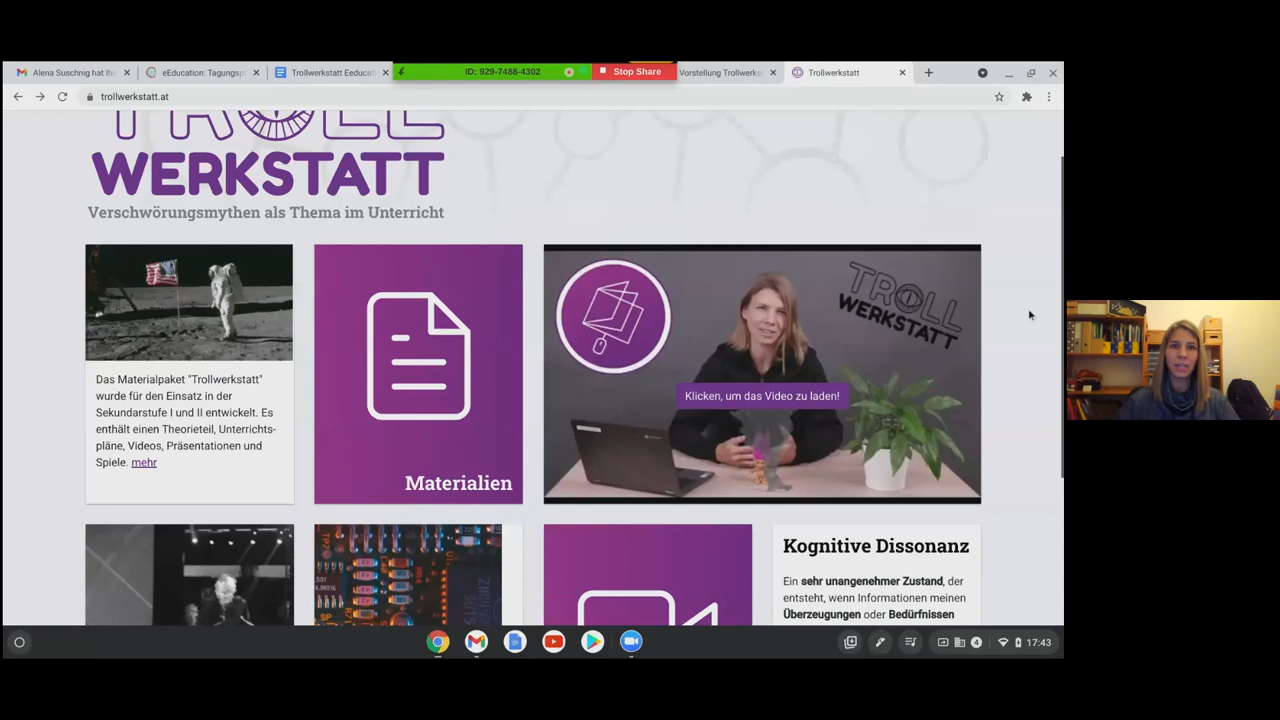 Alena Suschnig hat Ihn
eEducation: Tagungsp
Trollwerkstatt Eeducat
ID: 929-7488-4302
Stop Share
Vorstellung Trollwerkst
Trollwerkstatt
trollwerkstatt.at
TROLL
WERKSTATT
Verschwörungsmythen als Thema im Unterricht
Das Materialpaket "Trollwerkstatt"
wurde für den Einsatz in der
Sekundarstufe I und II entwickelt. Es
enthält einen Theorieteil, Unterrichts-
pläne, Videos, Präsentationen und
Spiele. mehr
Materialien
TROLL
WERKSTATT
Klicken, um das Video zu laden!
Kognitive Dissonanz
Ein sehr unangenehmer Zustand, der
entsteht, wenn Informationen meinen
Überzeugungen oder Bedürfnissen
4
17:43